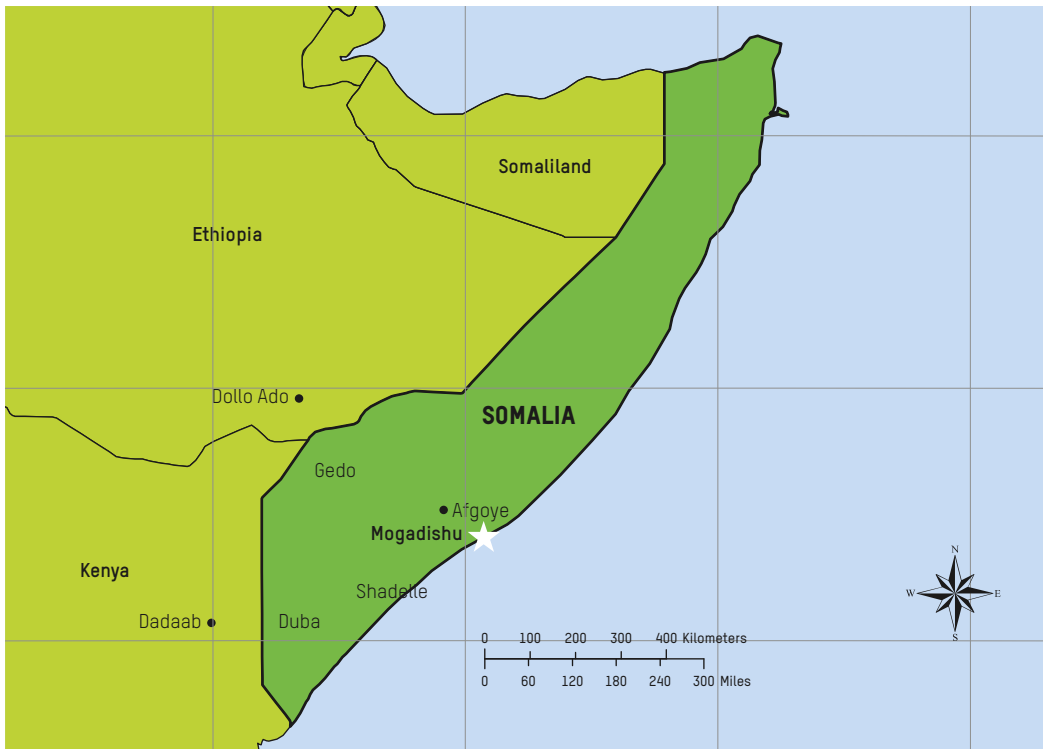 Somaliland
Ethiopia
Dollo Ado
SOMALIA
Gedo
Afgoye
Mogadishu
Kenya
Shadelle
Dadaab
Duba
N
W
E
S
0 100 200 300 400 Kilometers
0 60 120 180 240 300 Miles